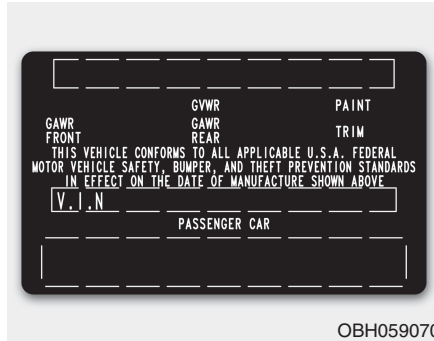 GVWR PAINT
GAWR FRONT GAWR REAR TRIM
THIS VEHICLE CONFORMS TO ALL APPLICABLE U.S.A. FEDERAL
MOTOR VEHICLE SAFETY, BUMPER, AND THEFT PREVENTION STANDARDS
IN EFFECT ON THE DATE OF MANUFACTURE SHOWN ABOVE
V.I.N
PASSENGER CAR
OBH059070